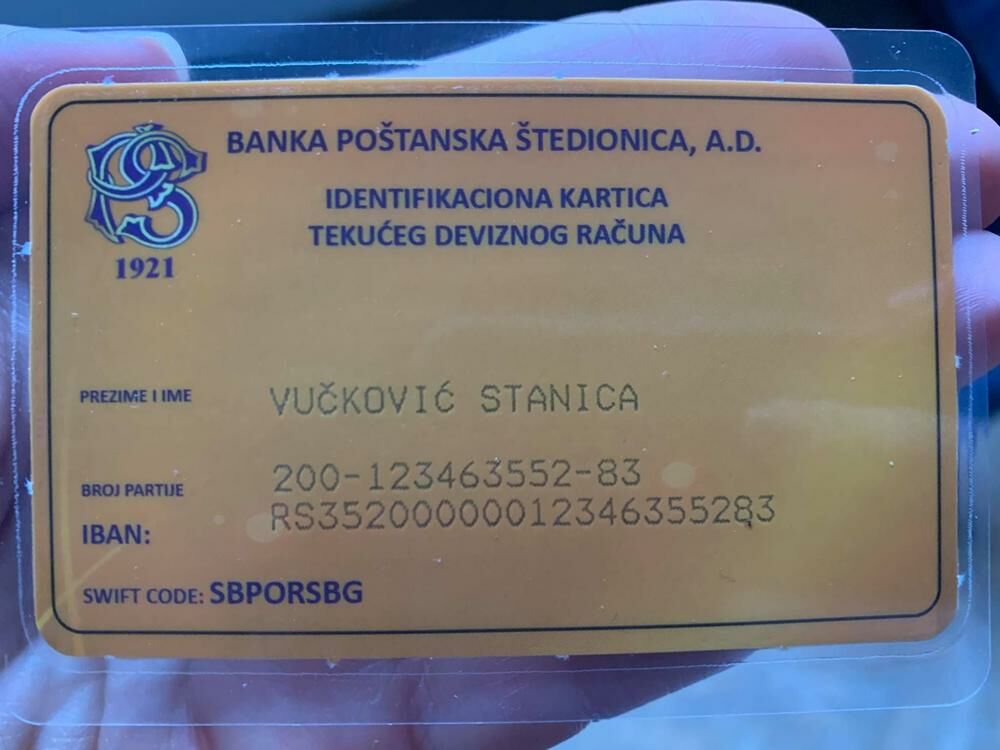 BANKA POŠTANSKA ŠTEDIONICA, A.D.
IDENTIFIKACIONA KARTICA
TEKUĆEG DEVIZNOG RAČUNA
1921
PREZIME I IME VUČKOVIĆ STANICA
BROJ PARTIJE 200-123463552-83
IBAN: RS35200000012346355283
SWIFT CODE: SBPORSBG